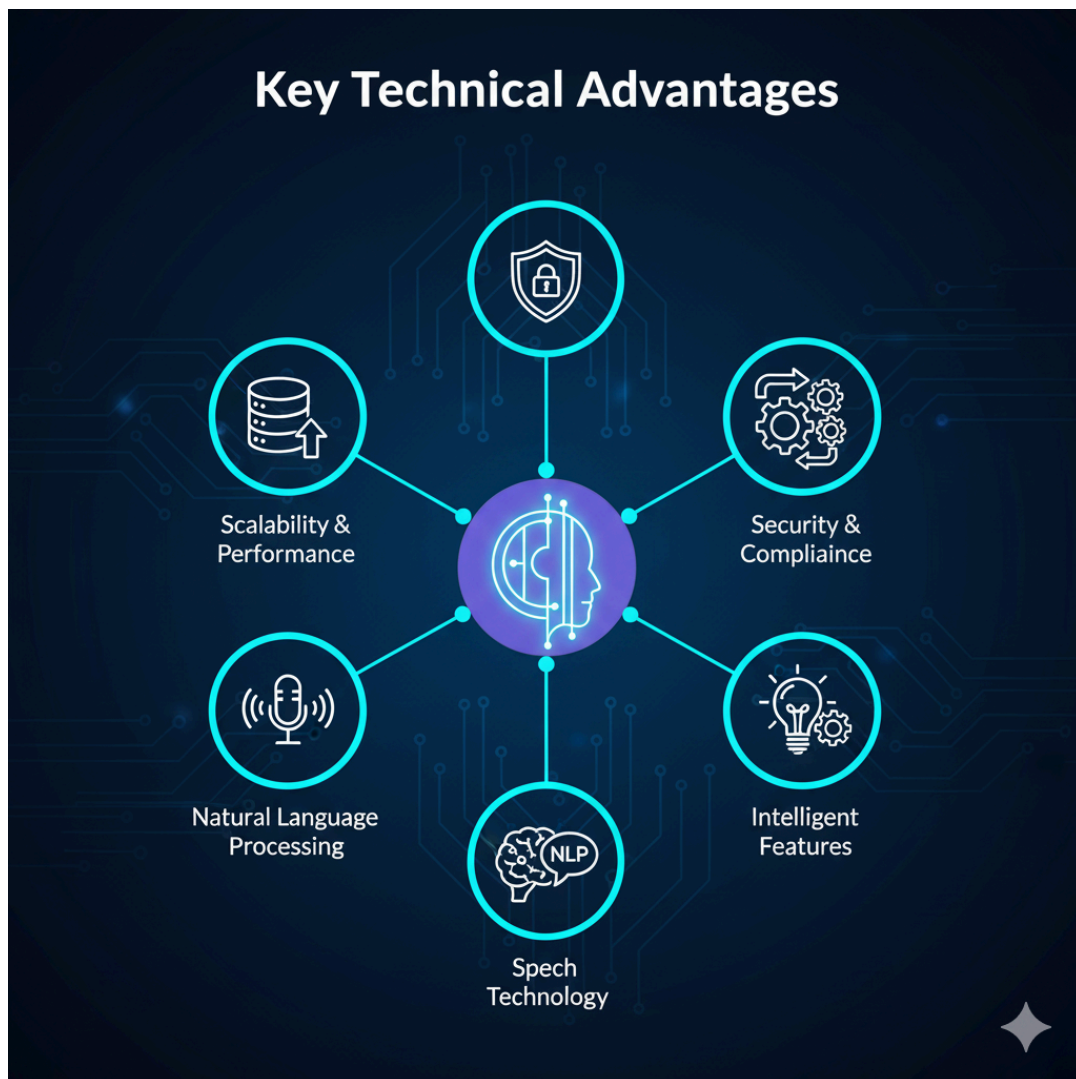 Key Technical Advantages
Scalability &
Performance
Security &
Compliaince
Natural Language
Processing
Intelligent
Features
NLP
Spech
Technology